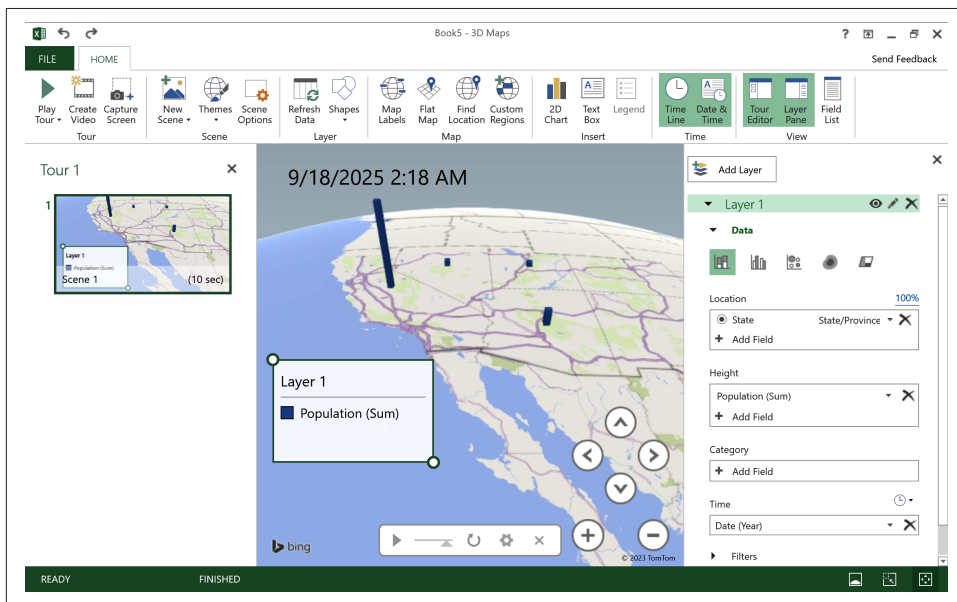 Book5 - 3D Maps
?
FILE HOME Send Feedback
Play Tour Create Video Capture Screen
New Scene Themes Scene Options
Refresh Data Shapes
Map Labels Flat Map Find Location Custom Regions
2D Chart Text Box Legend
Time Line Date & Time
Tour Editor Layer Pane Field List
Tour Scene Layer Map Insert Time View
Tour 1
1
Layer 1
Population (Sum)
Scene 1 (10 sec)
9/18/2025 2:18 AM
Layer 1
Population (Sum)
bing
© 2023 TomTom
Add Layer
Layer 1
Data
Location 100%
State State/Province
+ Add Field
Height
Population (Sum)
+ Add Field
Category
+ Add Field
Time
Date (Year)
Filters
READY FINISHED